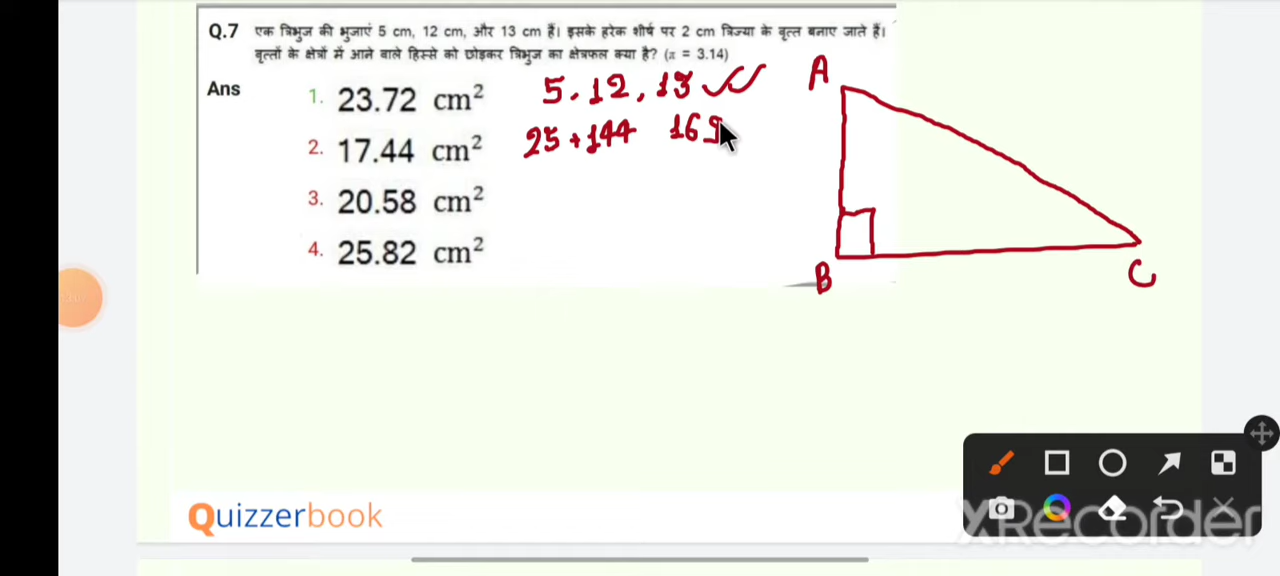 Q.7 एक त्रिभुज की भुजाएं 5 cm, 12 cm, और 13 cm हैं। इसके हरेक शीर्ष पर 2 cm त्रिज्या के वृत्त बनाए जाते हैं।
वृत्तों के क्षेत्रों में आने वाले हिस्से को छोड़कर त्रिभुज का क्षेत्रफल क्या है? (π = 3.14)
Ans
1. 23.72 cm²
2. 17.44 cm²
3. 20.58 cm²
4. 25.82 cm²
5, 12, 13
25 + 144 169
A
B
C
Quizzerbook
XRecorder